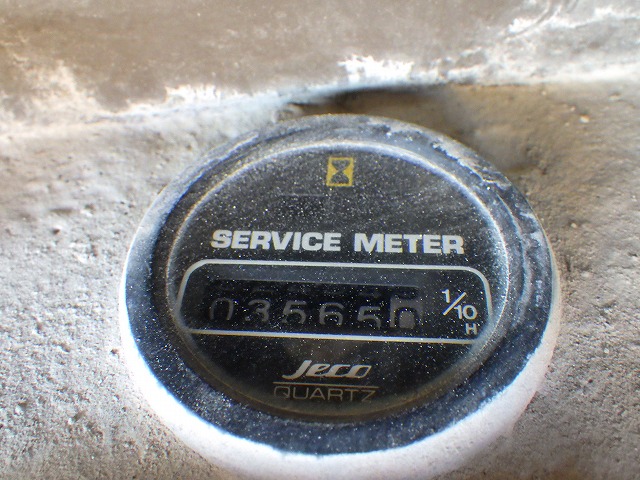 SERVICE METER
03565 1/10
H
Jeco
QUARTZ